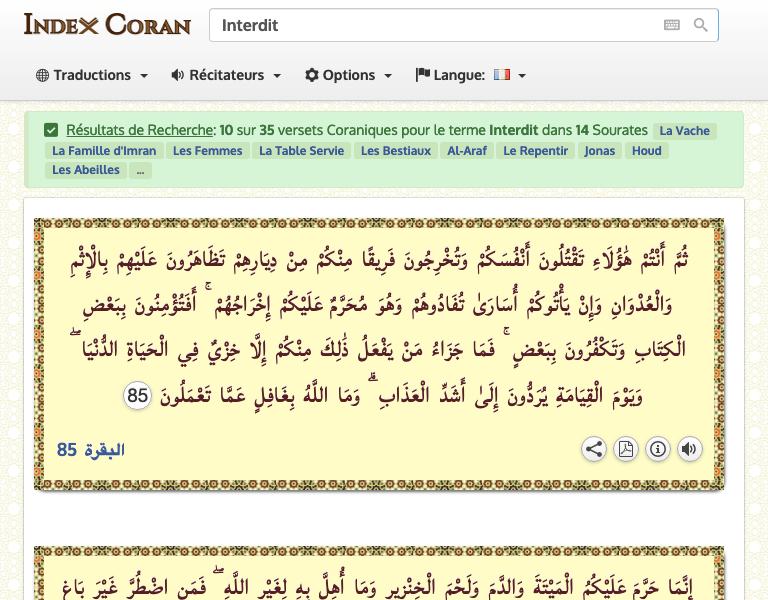 INDEX CORAN
Interdit
Traductions Récitateurs Options Langue:
Résultats de Recherche: 10 sur 35 versets Coraniques pour le terme Interdit dans 14 Sourates La Vache
La Famille d'Imran Les Femmes La Table Servie Les Bestiaux Al-Araf Le Repentir Jonas Houd
Les Abeilles ...
ثُمَّ أَنْتُمْ هَٰؤُلَاءِ تَقْتُلُونَ أَنْفُسَكُمْ وَتُخْرِجُونَ فَرِيقًا مِنْكُمْ مِنْ دِيَارِهِمْ تَظَاهَرُونَ عَلَيْهِمْ بِالْإِثْمِ
وَالْعُدْوَانِ وَإِنْ يَأْتُوكُمْ أُسَارَىٰ تُفَادُوهُمْ وَهُوَ مُحَرَّمٌ عَلَيْكُمْ إِخْرَاجُهُمْ ۚ أَفَتُؤْمِنُونَ بِبَعْضِ
الْكِتَابِ وَتَكْفُرُونَ بِبَعْضٍ ۚ فَمَا جَزَاءُ مَنْ يَفْعَلُ ذَٰلِكَ مِنْكُمْ إِلَّا خِزْيٌ فِي الْحَيَاةِ الدُّنْيَا ۖ
وَيَوْمَ الْقِيَامَةِ يُرَدُّونَ إِلَىٰ أَشَدِّ الْعَذَابِ ۗ وَمَا اللَّهُ بِغَافِلٍ عَمَّا تَعْمَلُونَ 85
البقرة 85
إِنَّمَا حَرَّمَ عَلَيْكُمُ الْمَيْتَةَ وَالدَّمَ وَلَحْمَ الْخِنْزِيرِ وَمَا أُهِلَّ بِهِ لِغَيْرِ اللَّهِ ۖ فَمَنِ اضْطُرَّ غَيْرَ بَاغٍ